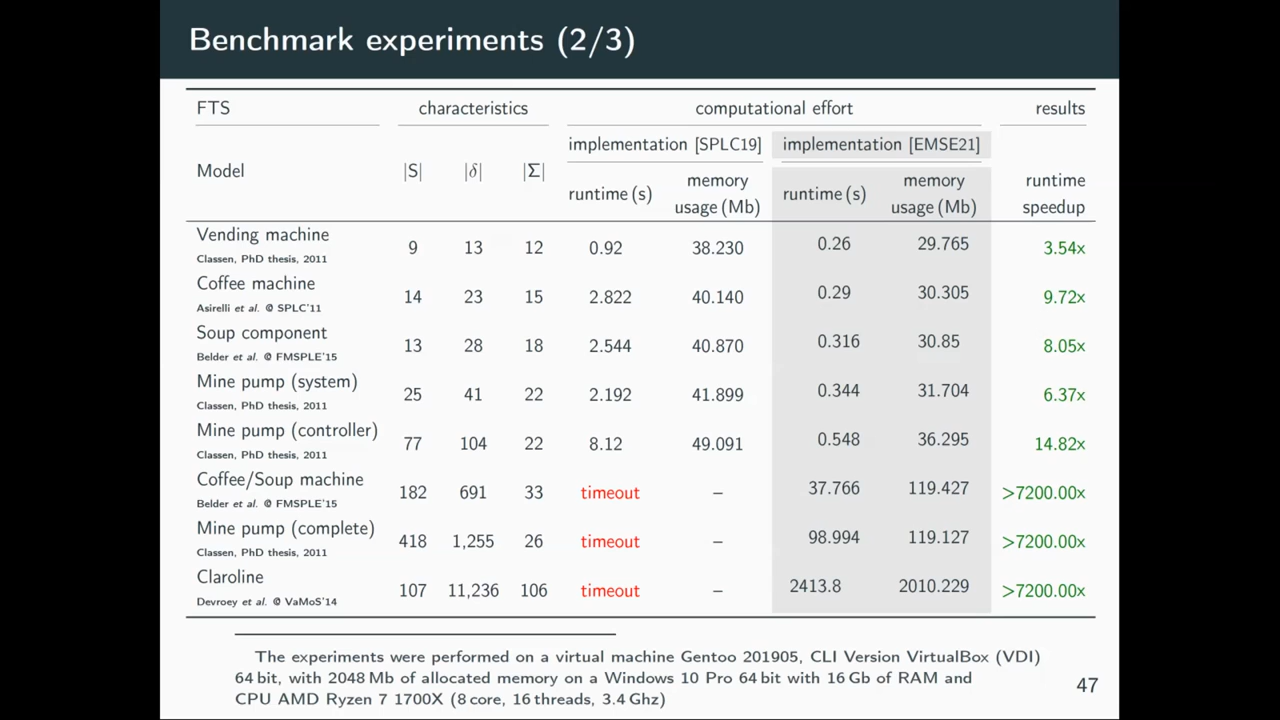 Benchmark experiments (2/3)
FTS characteristics computational effort results
implementation [SPLC19] implementation [EMSE21]
Model |S| |δ| |Σ| runtime (s) memory usage (Mb) runtime (s) memory usage (Mb) runtime speedup
Vending machine 9 13 12 0.92 38.230 0.26 29.765 3.54x
Classen, PhD thesis, 2011
Coffee machine 14 23 15 2.822 40.140 0.29 30.305 9.72x
Asirelli et al. @ SPLC'11
Soup component 13 28 18 2.544 40.870 0.316 30.85 8.05x
Belder et al. @ FMSPLE'15
Mine pump (system) 25 41 22 2.192 41.899 0.344 31.704 6.37x
Classen, PhD thesis, 2011
Mine pump (controller) 77 104 22 8.12 49.091 0.548 36.295 14.82x
Classen, PhD thesis, 2011
Coffee/Soup machine 182 691 33 timeout – 37.766 119.427 >7200.00x
Belder et al. @ FMSPLE'15
Mine pump (complete) 418 1,255 26 timeout – 98.994 119.127 >7200.00x
Classen, PhD thesis, 2011
Claroline 107 11,236 106 timeout – 2413.8 2010.229 >7200.00x
Devroey et al. @ VaMoS'14
The experiments were performed on a virtual machine Gentoo 201905, CLI Version VirtualBox (VDI)
64 bit, with 2048 Mb of allocated memory on a Windows 10 Pro 64 bit with 16 Gb of RAM and
CPU AMD Ryzen 7 1700X (8 core, 16 threads, 3.4 Ghz)
47